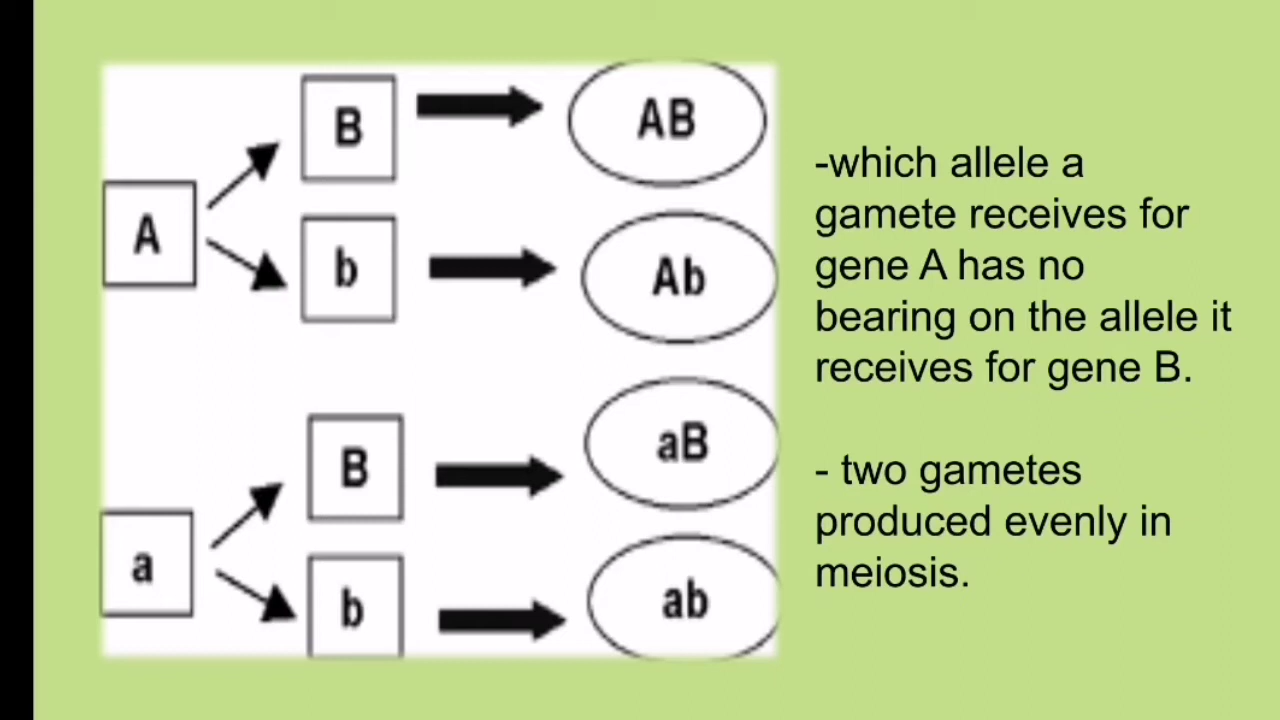 B
AB
A
b
Ab
B
aB
a
b
ab
-which allele a
gamete receives for
gene A has no
bearing on the allele it
receives for gene B.
- two gametes
produced evenly in
meiosis.